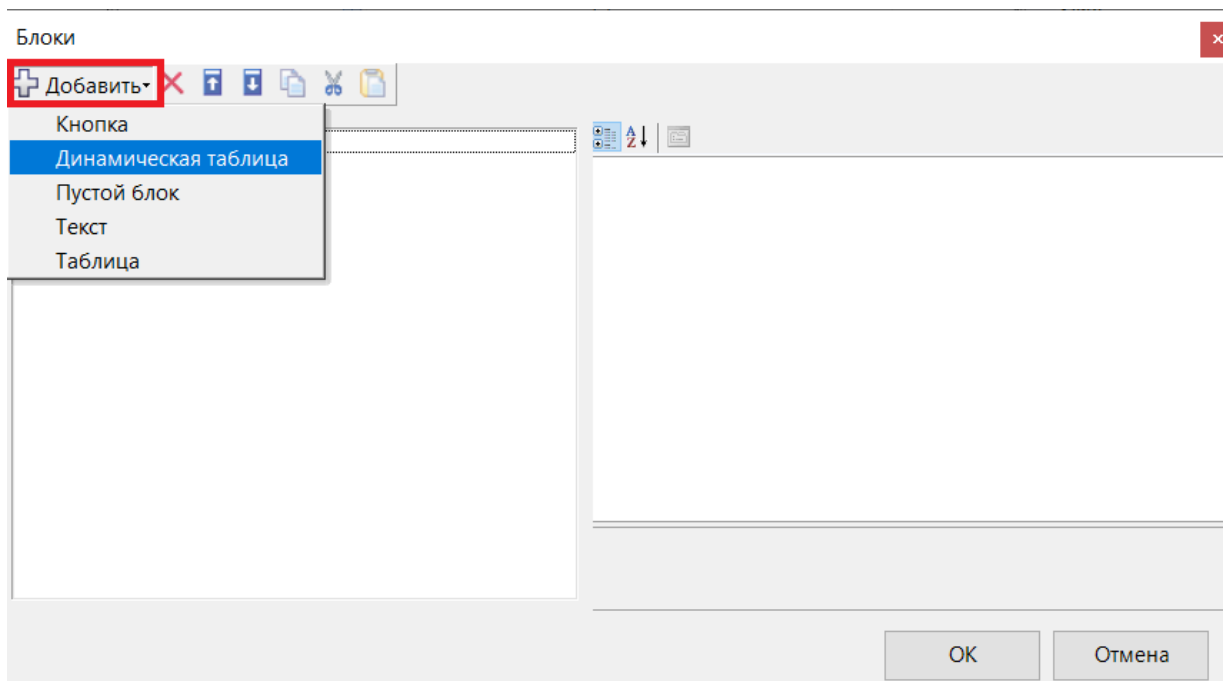 Блоки
Добавить
Кнопка
Динамическая таблица
Пустой блок
Текст
Таблица
A
Z
OK
Отмена